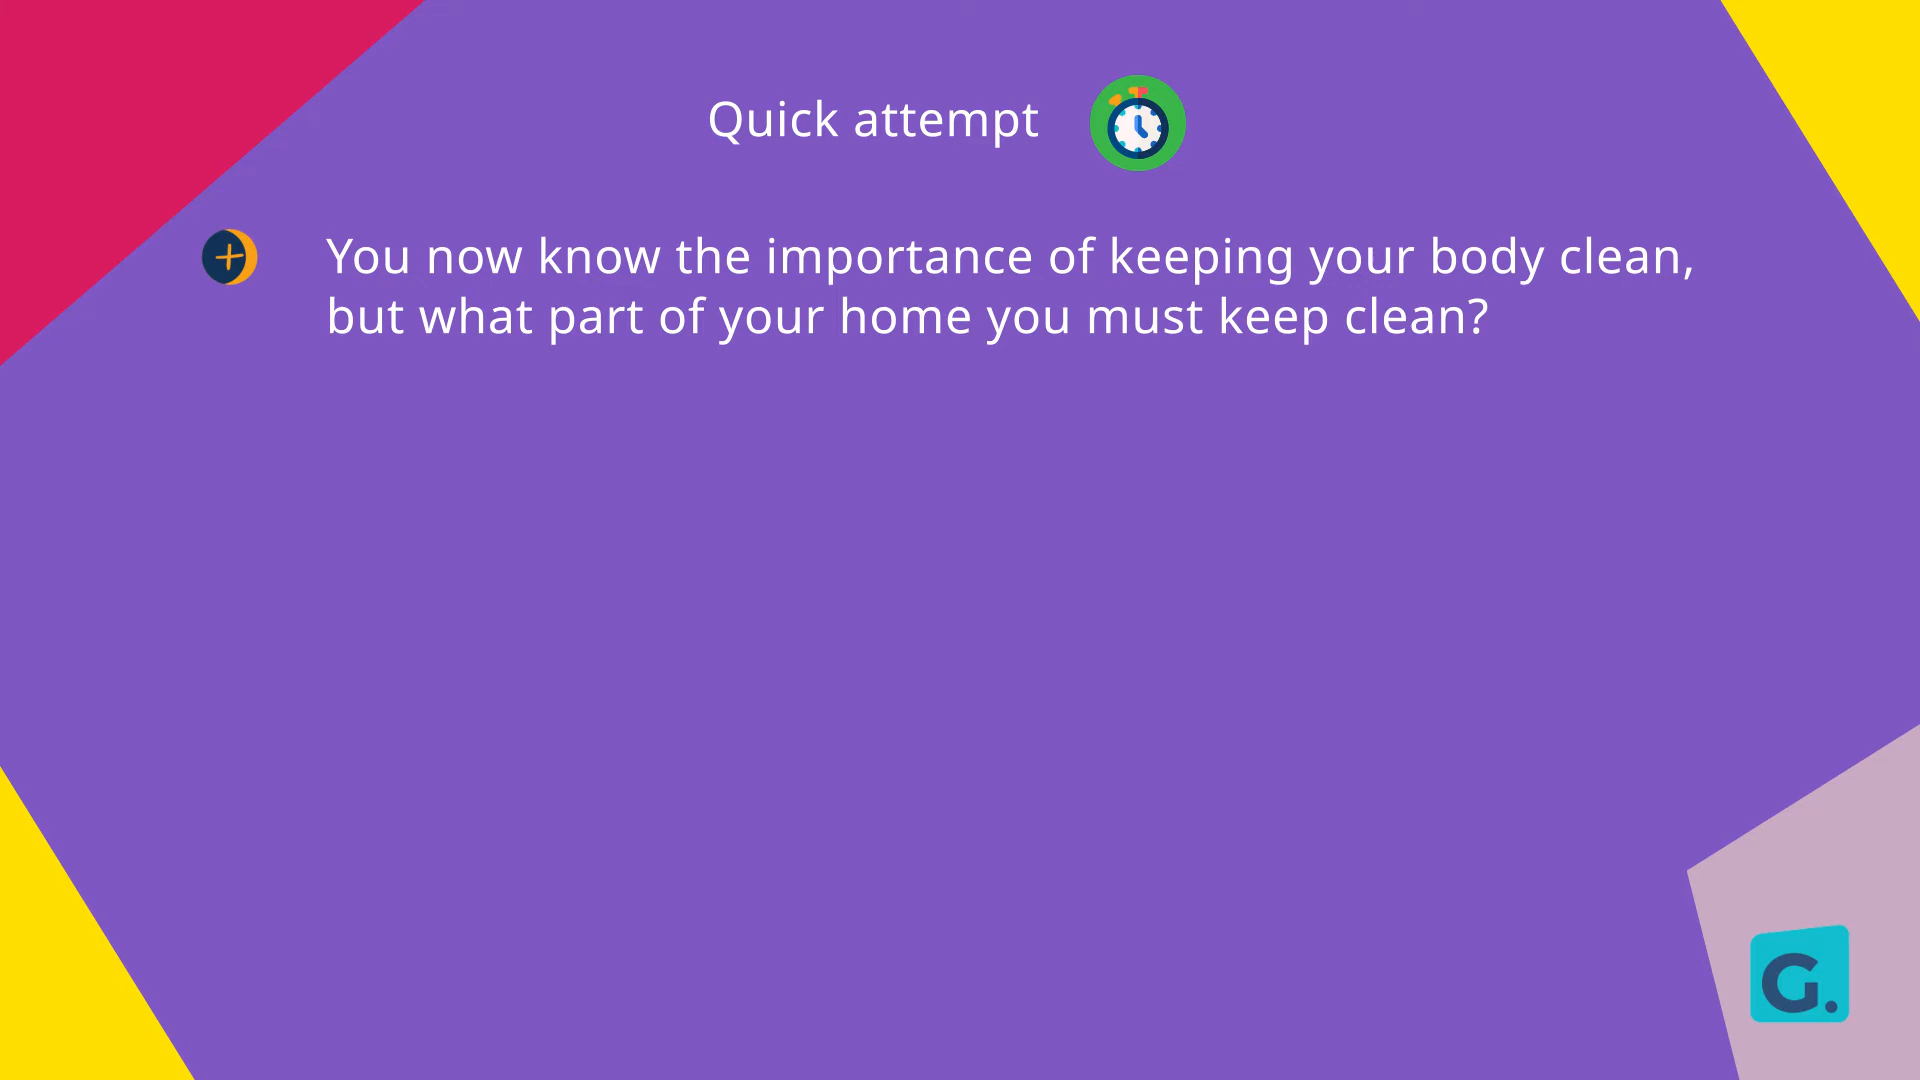 Quick attempt
You now know the importance of keeping your body clean,
but what part of your home you must keep clean?
G.